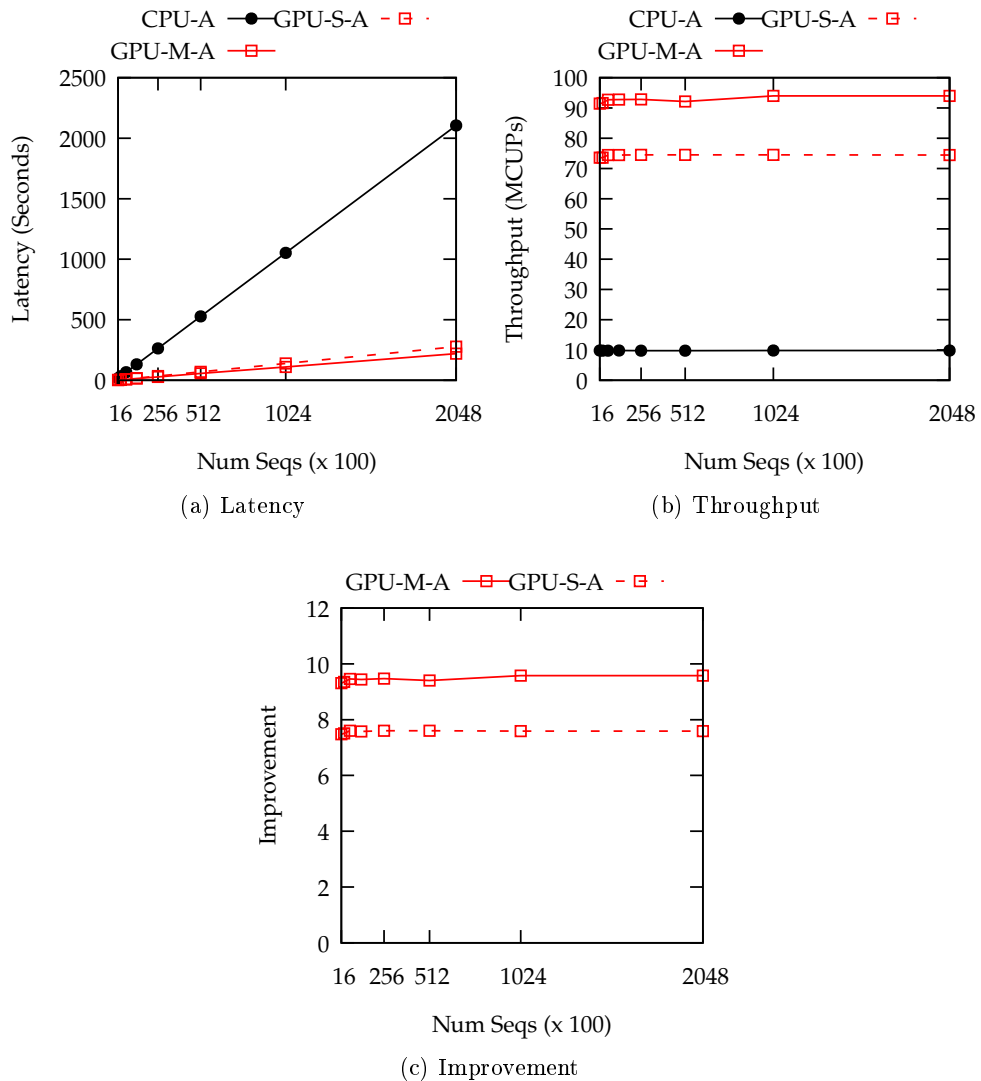 CPU-A GPU-S-A
GPU-M-A
2500
2000
1500
1000
500
0
Latency (Seconds)
16 256 512 1024 2048
Num Seqs (x 100)
(a) Latency
CPU-A GPU-S-A
GPU-M-A
100
90
80
70
60
50
40
30
20
10
0
Throughput (MCUPs)
16 256 512 1024 2048
Num Seqs (x 100)
(b) Throughput
GPU-M-A GPU-S-A
12
10
8
6
4
2
0
Improvement
16 256 512 1024 2048
Num Seqs (x 100)
(c) Improvement